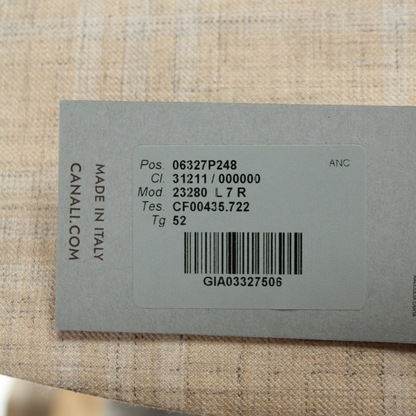 Pos. 06327P248
ANC
Cl. 31211 / 000000
Mod. 23280 L 7 R
Tes. CF00435.722
Tg 52
GIA03327506
MADE IN ITALY
CANALI.COM